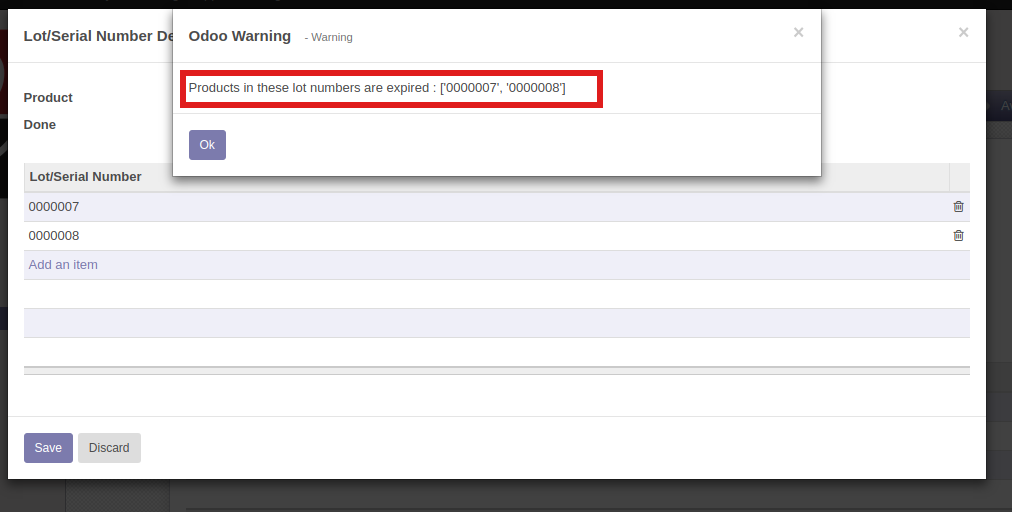 Lot/Serial Number De
Odoo Warning - Warning
×
×
Products in these lot numbers are expired : ['0000007', '0000008']
Product
Done
Ok
Lot/Serial Number
0000007
0000008
Add an item
Save Discard